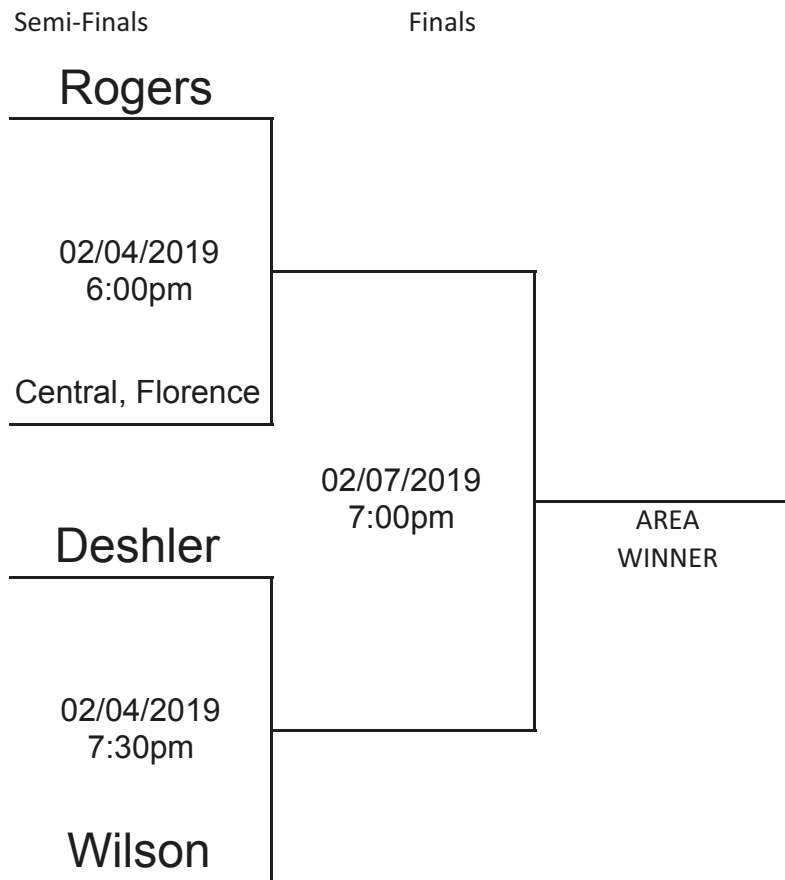 Semi-Finals
Finals
Rogers
02/04/2019
6:00pm
Central, Florence
02/07/2019
7:00pm
AREA
WINNER
Deshler
02/04/2019
7:30pm
Wilson